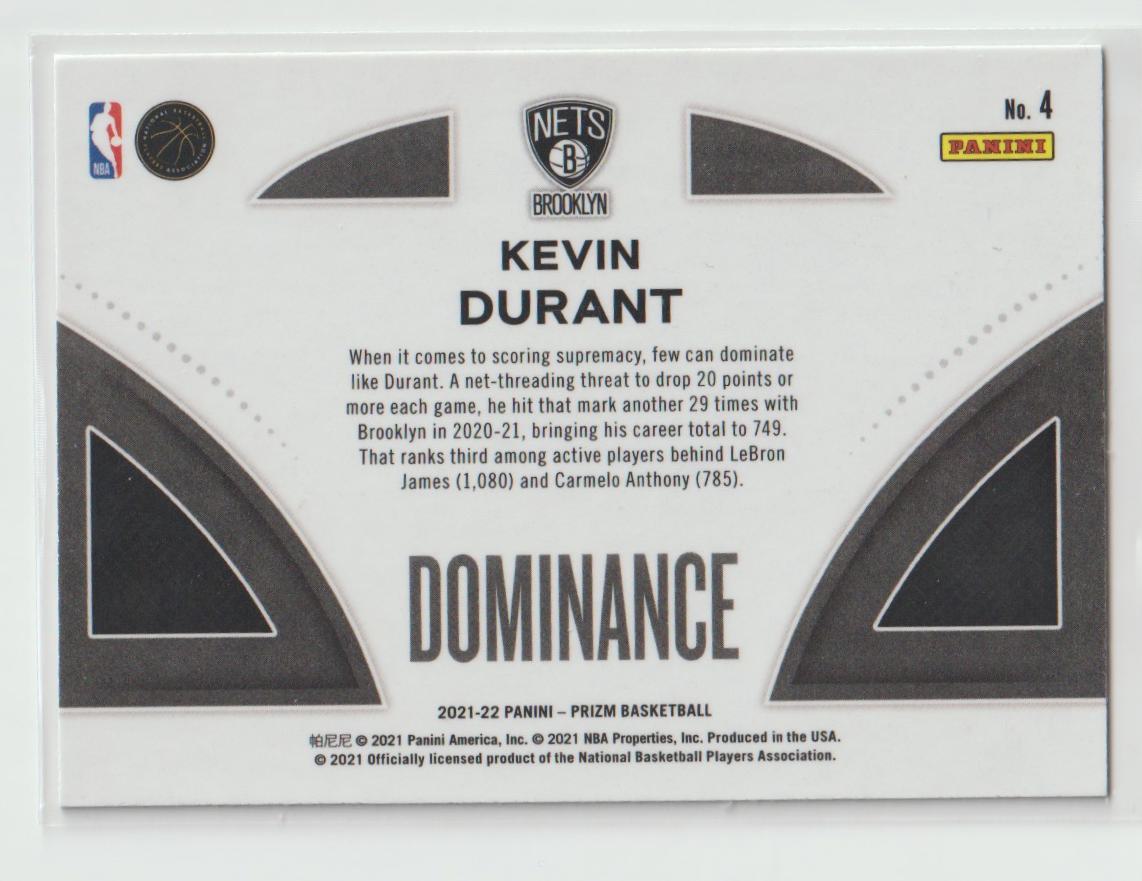 No. 4
PANINI
NBA
NATIONAL BASKETBALL
PLAYERS ASSOCIATION
NETS
B
BROOKLYN
KEVIN
DURANT
When it comes to scoring supremacy, few can dominate
like Durant. A net-threading threat to drop 20 points or
more each game, he hit that mark another 29 times with
Brooklyn in 2020-21, bringing his career total to 749.
That ranks third among active players behind LeBron
James (1,080) and Carmelo Anthony (785).
DOMINANCE
2021-22 PANINI – PRIZM BASKETBALL
帕尼尼 © 2021 Panini America, Inc. © 2021 NBA Properties, Inc. Produced in the USA.
© 2021 Officially licensed product of the National Basketball Players Association.